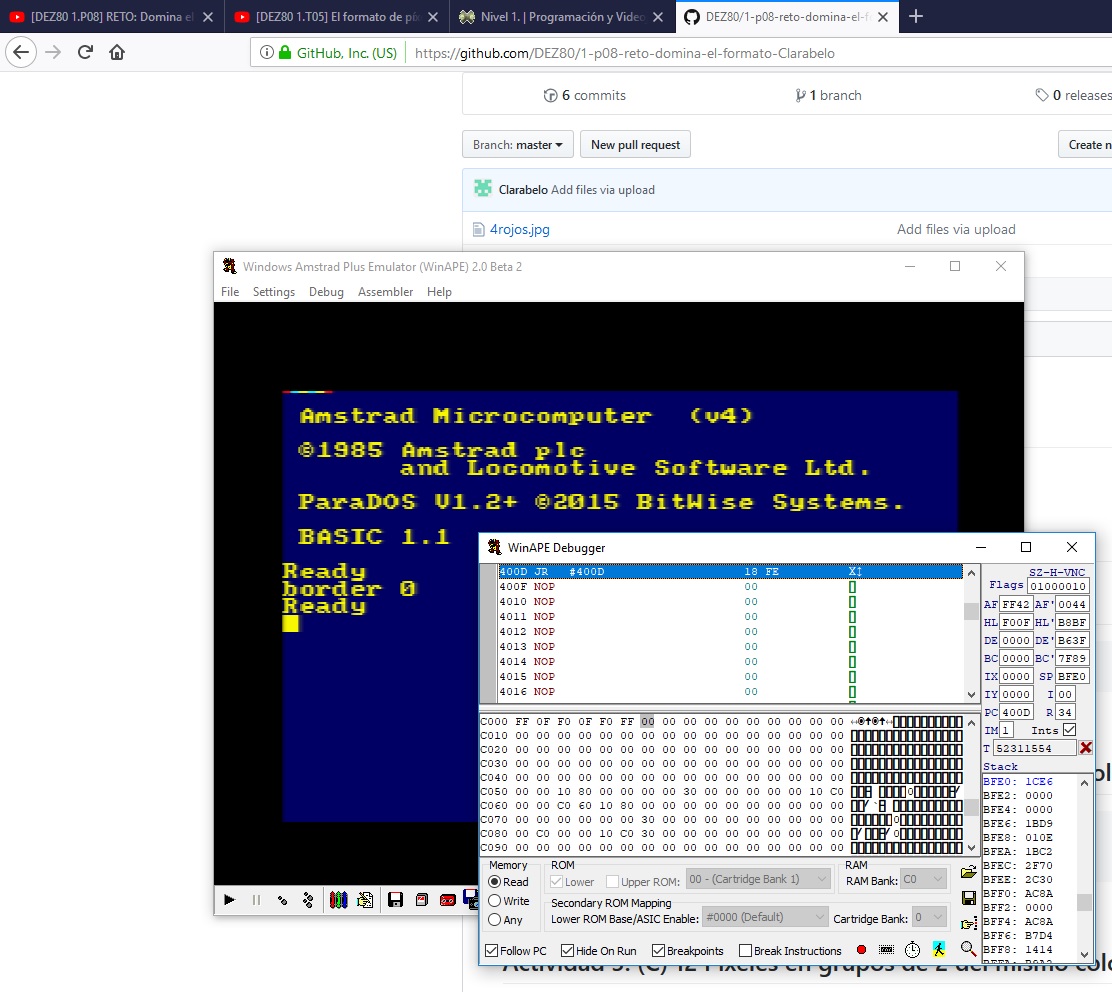 [DEZ80 1.P08] RETO: Domina el
[DEZ80 1.T05] El formato de pí
Nivel 1. | Programación y Video
DEZ80/1-p08-reto-domina-el-f
GitHub, Inc. (US)
https://github.com/DEZ80/1-p08-reto-domina-el-formato-Clarabelo
6 commits
1 branch
0 releases
Branch: master
New pull request
Create n
Clarabelo Add files via upload
4rojos.jpg
Add files via upload
Windows Amstrad Plus Emulator (WinAPE) 2.0 Beta 2
File Settings Debug Assembler Help
Amstrad Microcomputer (v4)
©1985 Amstrad plc
and Locomotive Software Ltd.
ParaDOS V1.2+ ©2015 BitWise Systems.
BASIC 1.1
Ready
border 0
Ready
WinAPE Debugger
400D JR #400D 18 FE
400F NOP 00
4010 NOP 00
4011 NOP 00
4012 NOP 00
4013 NOP 00
4014 NOP 00
4015 NOP 00
4016 NOP 00
SZ-H-VNC
Flags 01000010
AF FF42 AF' 0044
HL F00F HL' B8BF
DE 0000 DE' B63F
BC 0000 BC' 7F89
IX 0000 SP BFE0
IY 0000 I 00
PC 400D R 34
IM 1 Ints
T 52311554
Stack
BFE0: 1CE6
BFE2: 0000
BFE4: 0000
BFE6: 1BD9
BFE8: 010E
BFEA: 1BC2
BFEC: 2F70
BFEE: 2C30
BFF0: AC8A
BFF2: 0000
BFF4: AC8A
BFF6: B7D4
BFF8: 1414
C000 FF 0F F0 0F F0 FF 00 00 00 00 00 00 00 00 00 00
C010 00 00 00 00 00 00 00 00 00 00 00 00 00 00 00 00
C020 00 00 00 00 00 00 00 00 00 00 00 00 00 00 00 00
C030 00 00 00 00 00 00 00 00 00 00 00 00 00 00 00 00
C040 00 00 00 00 00 00 00 00 00 00 00 00 00 00 00 00
C050 00 00 10 80 00 00 00 00 30 00 00 00 00 00 10 C0
C060 00 00 C0 60 10 80 00 00 00 00 00 00 00 00 00 00
C070 00 00 00 00 00 00 30 00 00 00 00 00 00 00 00 00
C080 00 C0 00 00 10 C0 30 00 00 00 00 00 00 00 00 00
C090 00 00 00 00 00 00 00 00 00 00 00 00 00 00 00 00
Memory
Read
Write
Any
ROM
Lower
Upper ROM: 00 - (Cartridge Bank 1)
RAM
RAM Bank: C0
Secondary ROM Mapping
Lower ROM Base/ASIC Enable: #0000 (Default)
Cartridge Bank: 0
Follow PC
Hide On Run
Breakpoints
Break Instructions